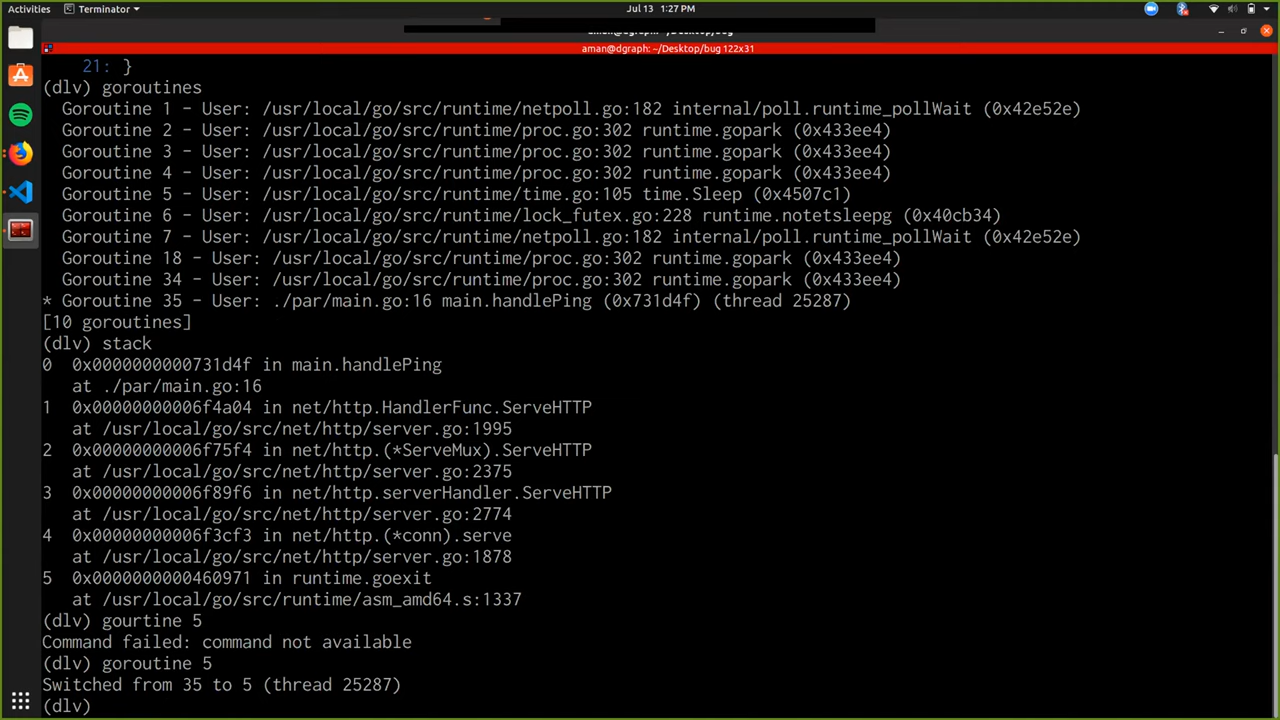 Activities
Terminator
Jul 13 1:27 PM
aman@dgraph: ~/Desktop/bug
aman@dgraph: ~/Desktop/bug 122x31
21: }
(dlv) goroutines
Goroutine 1 - User: /usr/local/go/src/runtime/netpoll.go:182 internal/poll.runtime_pollWait (0x42e52e)
Goroutine 2 - User: /usr/local/go/src/runtime/proc.go:302 runtime.gopark (0x433ee4)
Goroutine 3 - User: /usr/local/go/src/runtime/proc.go:302 runtime.gopark (0x433ee4)
Goroutine 4 - User: /usr/local/go/src/runtime/proc.go:302 runtime.gopark (0x433ee4)
Goroutine 5 - User: /usr/local/go/src/runtime/time.go:105 time.Sleep (0x4507c1)
Goroutine 6 - User: /usr/local/go/src/runtime/lock_futex.go:228 runtime.notetsleepg (0x40cb34)
Goroutine 7 - User: /usr/local/go/src/runtime/netpoll.go:182 internal/poll.runtime_pollWait (0x42e52e)
Goroutine 18 - User: /usr/local/go/src/runtime/proc.go:302 runtime.gopark (0x433ee4)
Goroutine 34 - User: /usr/local/go/src/runtime/proc.go:302 runtime.gopark (0x433ee4)
* Goroutine 35 - User: ./par/main.go:16 main.handlePing (0x731d4f) (thread 25287)
[10 goroutines]
(dlv) stack
0 0x0000000000731d4f in main.handlePing
at ./par/main.go:16
1 0x00000000006f4a04 in net/http.HandlerFunc.ServeHTTP
at /usr/local/go/src/net/http/server.go:1995
2 0x00000000006f75f4 in net/http.(*ServeMux).ServeHTTP
at /usr/local/go/src/net/http/server.go:2375
3 0x00000000006f89f6 in net/http.serverHandler.ServeHTTP
at /usr/local/go/src/net/http/server.go:2774
4 0x00000000006f3cf3 in net/http.(*conn).serve
at /usr/local/go/src/net/http/server.go:1878
5 0x0000000000460971 in runtime.goexit
at /usr/local/go/src/runtime/asm_amd64.s:1337
(dlv) gourtine 5
Command failed: command not available
(dlv) goroutine 5
Switched from 35 to 5 (thread 25287)
(dlv)